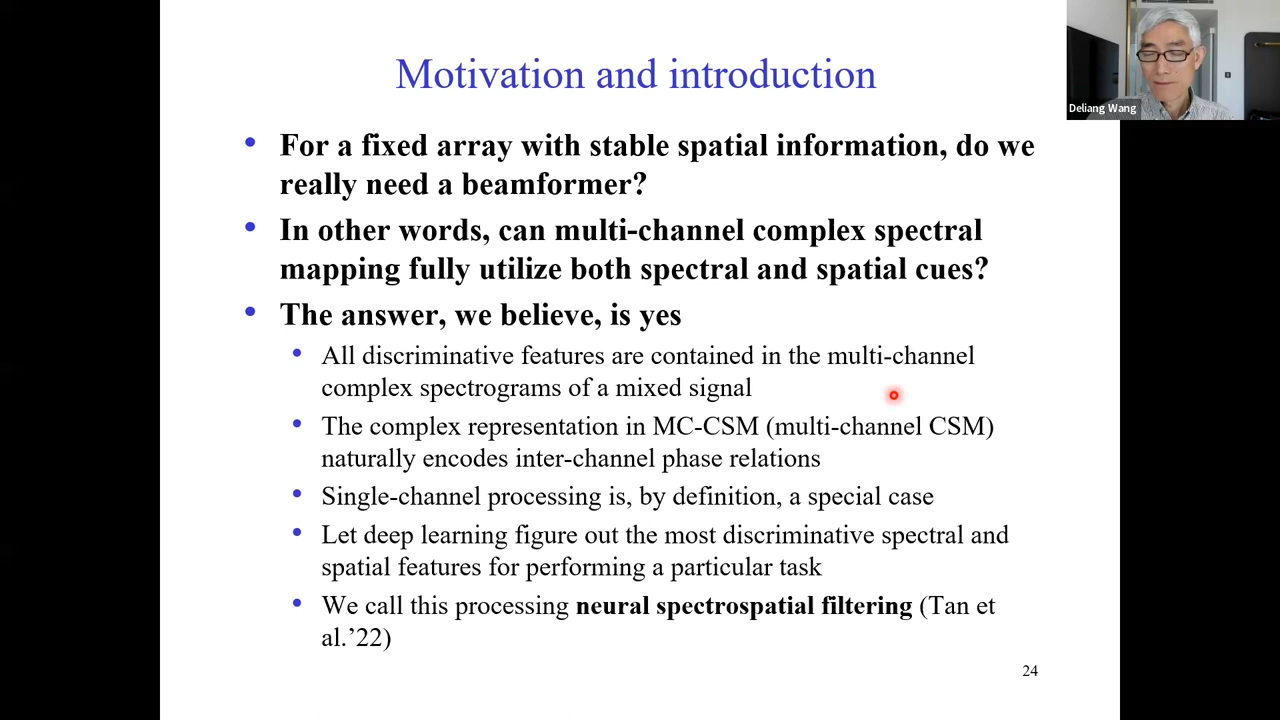 Motivation and introduction
Deliang Wang
• For a fixed array with stable spatial information, do we
really need a beamformer?
• In other words, can multi-channel complex spectral
mapping fully utilize both spectral and spatial cues?
• The answer, we believe, is yes
• All discriminative features are contained in the multi-channel
complex spectrograms of a mixed signal
• The complex representation in MC-CSM (multi-channel CSM)
naturally encodes inter-channel phase relations
• Single-channel processing is, by definition, a special case
• Let deep learning figure out the most discriminative spectral and
spatial features for performing a particular task
• We call this processing neural spectrospatial filtering (Tan et
al.’22)
24